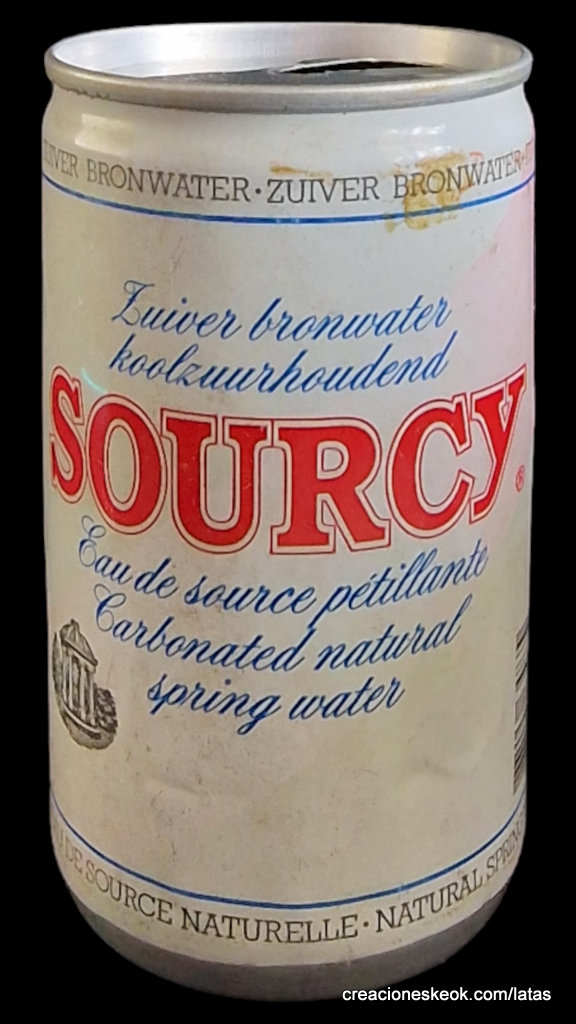 ZUIVER BRONWATER · ZUIVER BRONWATER
Zuiver bronwater
koolzuurhoudend
SOURCY®
Eau de source pétillante
Carbonated natural
spring water
DE SOURCE NATURELLE · NATURAL SPRING
creacioneskeok.com/latas